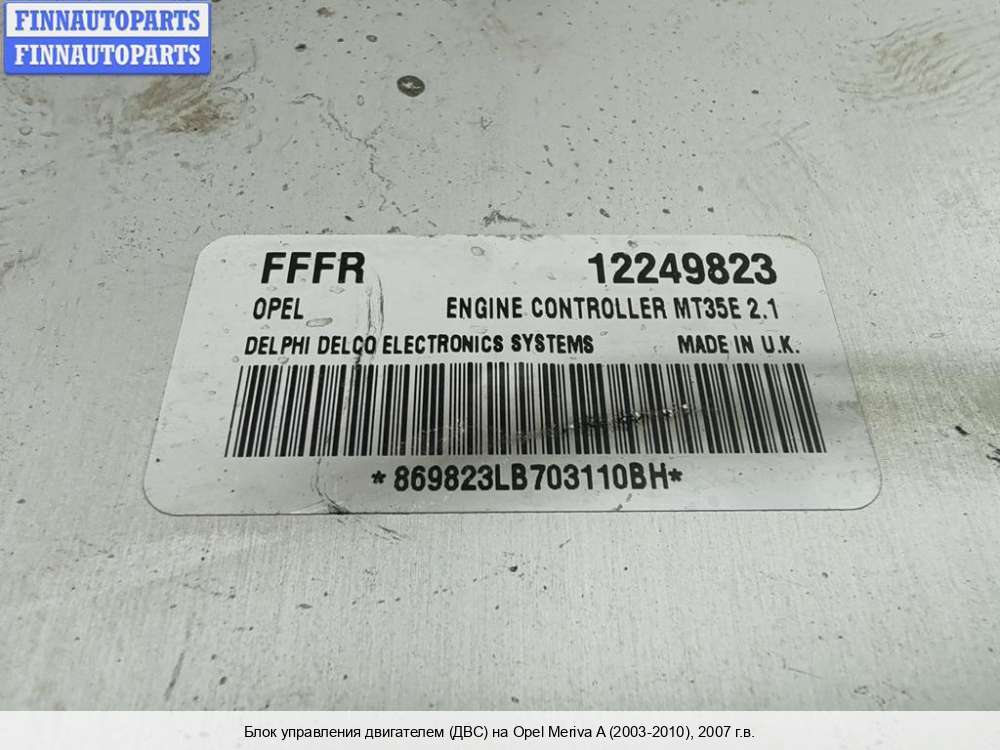 FINNAUTOPARTS
FINNAUTOPARTS
FFFR 12249823
OPEL ENGINE CONTROLLER MT35E 2.1
DELPHI DELCO ELECTRONICS SYSTEMS MADE IN U.K.
*869823LB703110BH*
Блок управления двигателем (ДВС) на Opel Meriva A (2003-2010), 2007 г.в.